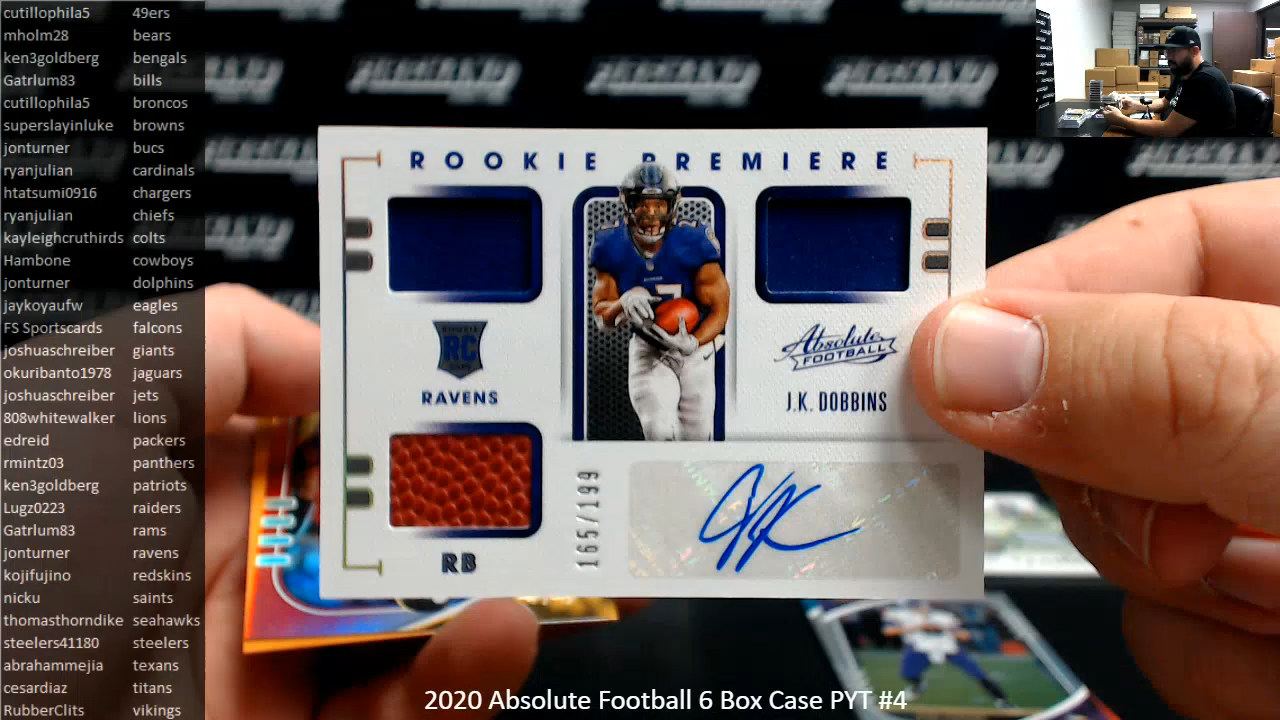 cutillophila5 49ers
mholm28 bears
ken3goldberg bengals
Gatrlum83 bills
cutillophila5 broncos
superslayinluke browns
jonturner bucs
ryanjulian cardinals
htatsumi0916 chargers
ryanjulian chiefs
kayleighcruthirds colts
Hambone cowboys
jonturner dolphins
jaykoyaufw eagles
FS Sportscards falcons
joshuaschreiber giants
okuribanto1978 jaguars
joshuaschreiber jets
808whitewalker lions
edreid packers
rmintz03 panthers
ken3goldberg patriots
Lugz0223 raiders
Gatrlum83 rams
jonturner ravens
kojifujino redskins
nicku saints
thomasthorndike seahawks
steelers41180 steelers
abrahammejia texans
cesardiaz titans
RubberClits vikings
ROOKIE PREMIERE
RC
RAVENS
Absolute
FOOTBALL
J.K. DOBBINS
165/199
RB
2020 Absolute Football 6 Box Case PYT #4